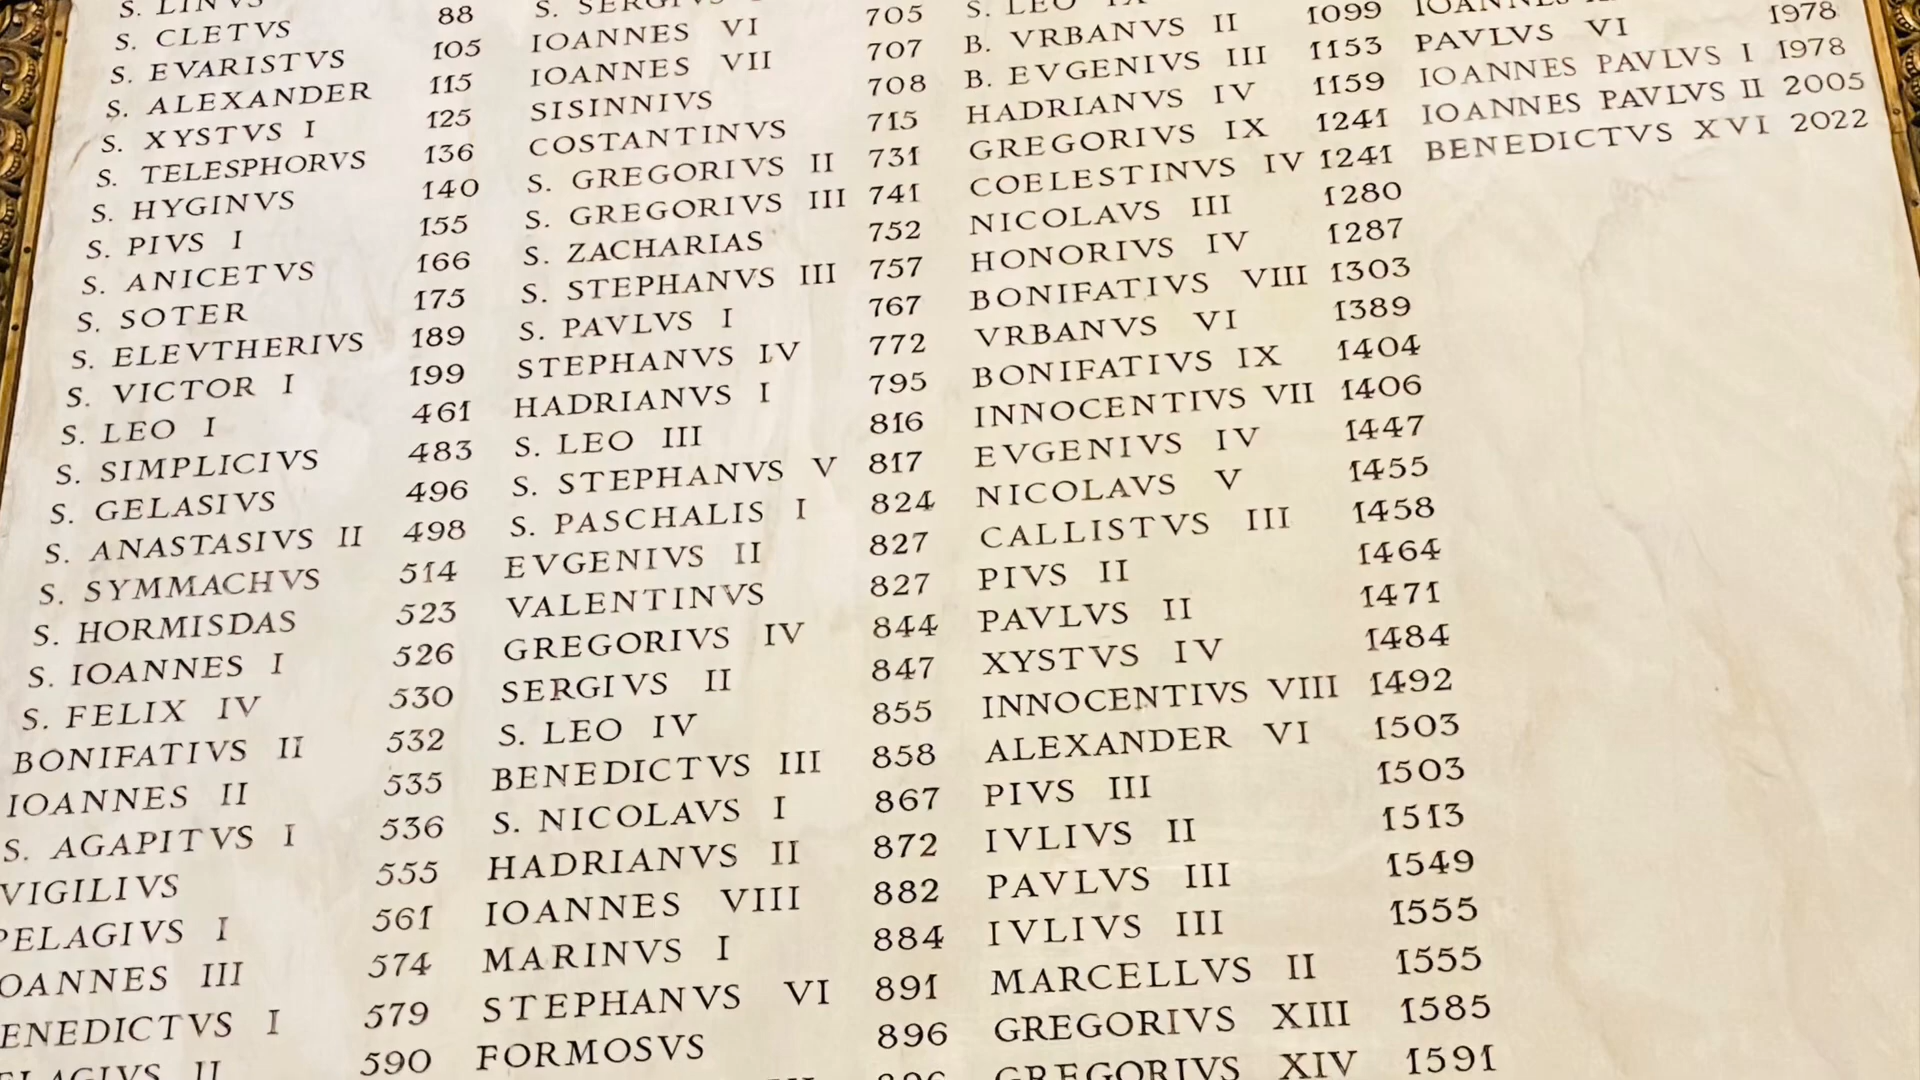 S. LINVS
S. CLETVS 88
S. EVARISTVS 105
S. ALEXANDER 115
S. XYSTVS I 125
S. TELESPHORVS 136
S. HYGINVS 140
S. PIVS I 155
S. ANICETVS 166
S. SOTER 175
S. ELEVTHERIVS 189
S. VICTOR I 199
S. LEO I 461
S. SIMPLICIVS 483
S. GELASIVS 496
S. ANASTASIVS II 498
S. SYMMACHVS 514
S. HORMISDAS 523
S. IOANNES I 526
S. FELIX IV 530
BONIFATIVS II 532
IOANNES II 535
S. AGAPITVS I 536
VIGILIVS 555
PELAGIVS I 561
OANNES III 574
ENEDICTVS I 579
ELAGIVS II 590
S. SERGIVS
IOANNES VI 705
IOANNES VII 707
SISINNIVS 708
COSTANTINVS 715
S. GREGORIVS II 731
S. GREGORIVS III 741
S. ZACHARIAS 752
S. STEPHANVS III 757
S. PAVLVS I 767
STEPHANVS IV 772
HADRIANVS I 795
S. LEO III 816
S. STEPHANVS V 817
S. PASCHALIS I 824
EVGENIVS II 827
VALENTINVS 827
GREGORIVS IV 844
SERGIVS II 847
S. LEO IV 855
BENEDICTVS III 858
S. NICOLAVS I 867
HADRIANVS II 872
IOANNES VIII 882
MARINVS I 884
STEPHANVS VI 891
FORMOSVS 896
S. LEO IX
B. VRBANVS II 1099
B. EVGENIVS III 1153
HADRIANVS IV 1159
GREGORIVS IX 1241
COELESTINVS IV 1241
NICOLAVS III 1280
HONORIVS IV 1287
BONIFATIVS VIII 1303
VRBANVS VI 1389
BONIFATIVS IX 1404
INNOCENTIVS VII 1406
EVGENIVS IV 1447
NICOLAVS V 1455
CALLISTVS III 1458
PIVS II 1464
PAVLVS II 1471
XYSTVS IV 1484
INNOCENTIVS VIII 1492
ALEXANDER VI 1503
PIVS III 1503
IVLIVS II 1513
PAVLVS III 1549
IVLIVS III 1555
MARCELLVS II 1555
GREGORIVS XIII 1585
GREGORIVS XIV 1591
IOANNES
PAVLVS VI 1978
IOANNES PAVLVS I 1978
IOANNES PAVLVS II 2005
BENEDICTVS XVI 2022